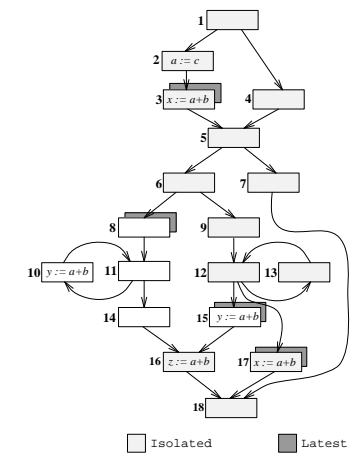 1
2 a := c
3 x := a+b
4
5
6
7
8
9
10 y := a+b
11
12
13
14
15 y := a+b
16 z := a+b
17 x := a+b
18
Isolated Latest